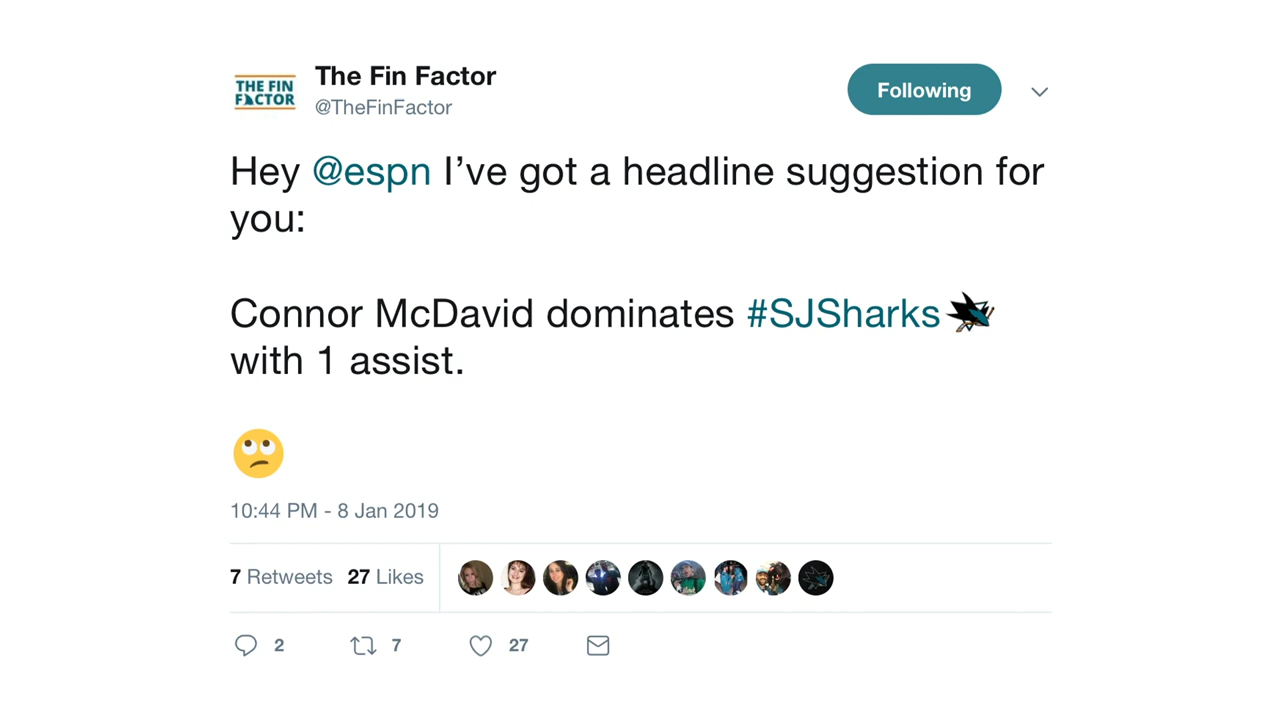 THE FIN
FACTOR
The Fin Factor
@TheFinFactor
Following
Hey @espn I’ve got a headline suggestion for
you:
Connor McDavid dominates #SJSharks
with 1 assist.
10:44 PM - 8 Jan 2019
7 Retweets 27 Likes
2 7 27